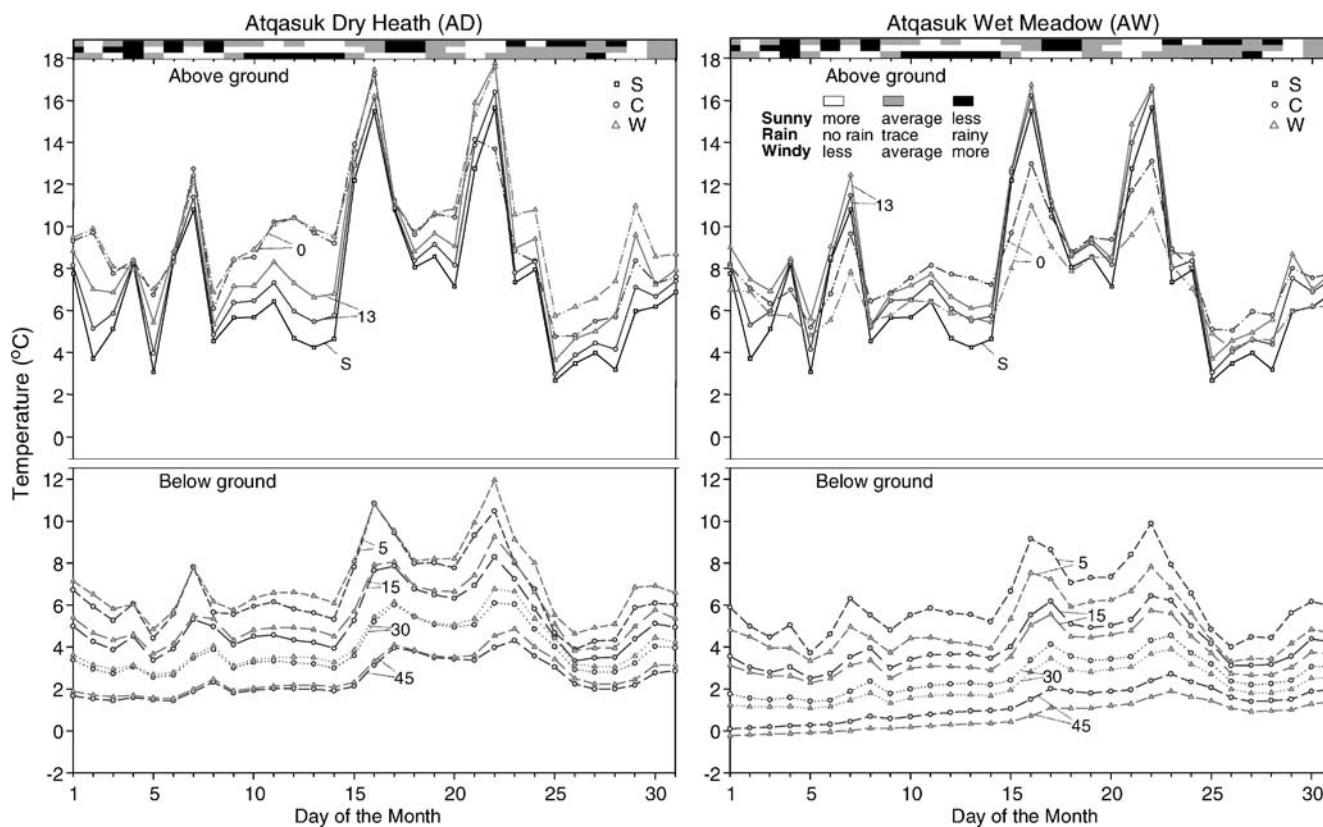 Atqasuk Dry Heath (AD)
Above ground
S
C
W
0
13
S
18
16
14
12
10
8
6
4
2
0
Temperature (°C)
Below ground
5
15
30
45
12
10
8
6
4
2
0
-2
1 5 10 15 20 25 30
Day of the Month
Atqasuk Wet Meadow (AW)
Above ground
Sunny more average less
Rain no rain trace rainy
Windy less average more
S
C
W
13
0
S
18
16
14
12
10
8
6
4
2
0
Below ground
5
15
30
45
12
10
8
6
4
2
0
-2
1 5 10 15 20 25 30
Day of the Month